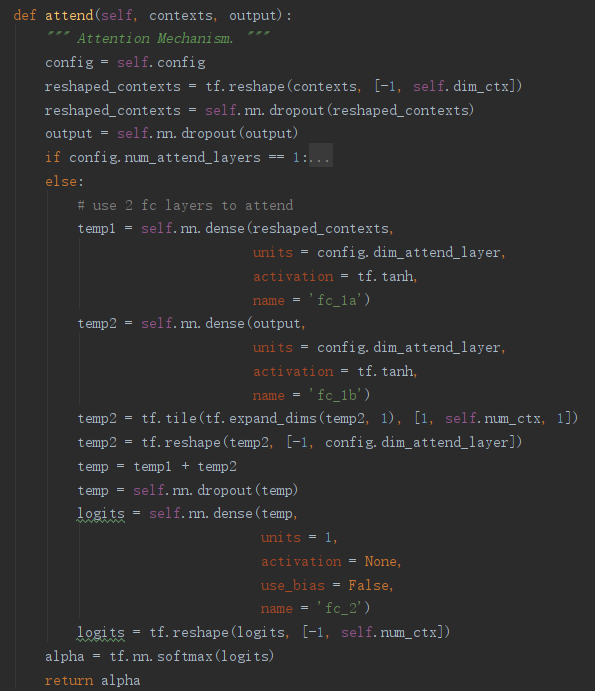 def attend(self, contexts, output):
    """ Attention Mechanism. """
    config = self.config
    reshaped_contexts = tf.reshape(contexts, [-1, self.dim_ctx])
    reshaped_contexts = self.nn.dropout(reshaped_contexts)
    output = self.nn.dropout(output)
    if config.num_attend_layers == 1:...
    else:
        # use 2 fc layers to attend
        temp1 = self.nn.dense(reshaped_contexts,
                              units = config.dim_attend_layer,
                              activation = tf.tanh,
                              name = 'fc_1a')
        temp2 = self.nn.dense(output,
                              units = config.dim_attend_layer,
                              activation = tf.tanh,
                              name = 'fc_1b')
        temp2 = tf.tile(tf.expand_dims(temp2, 1), [1, self.num_ctx, 1])
        temp2 = tf.reshape(temp2, [-1, config.dim_attend_layer])
        temp = temp1 + temp2
        temp = self.nn.dropout(temp)
        logits = self.nn.dense(temp,
                               units = 1,
                               activation = None,
                               use_bias = False,
                               name = 'fc_2')
        logits = tf.reshape(logits, [-1, self.num_ctx])
    alpha = tf.nn.softmax(logits)
    return alpha